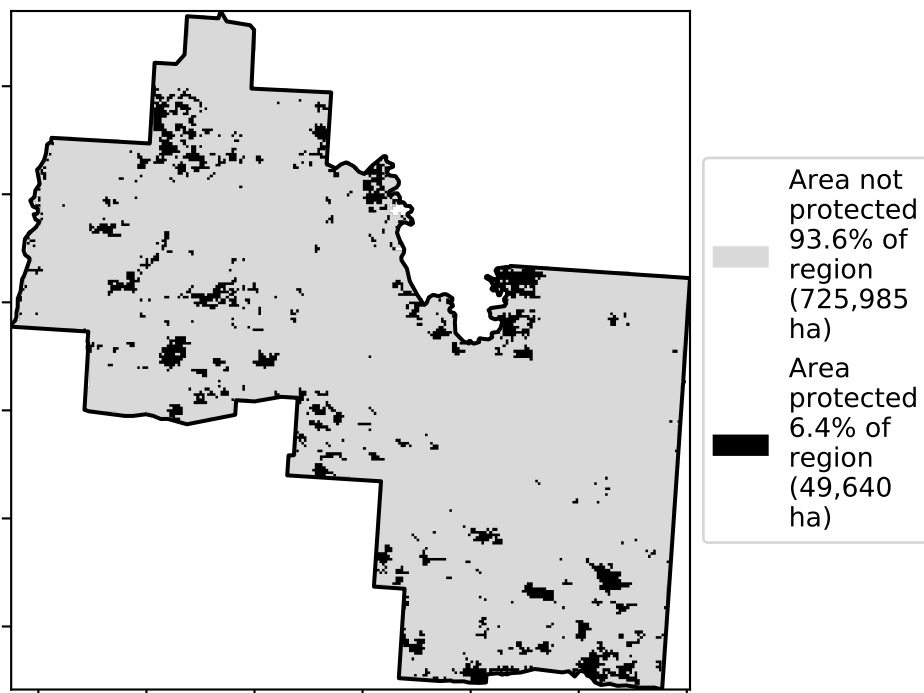 Area not
protected
93.6% of
region
(725,985
ha)
Area
protected
6.4% of
region
(49,640
ha)